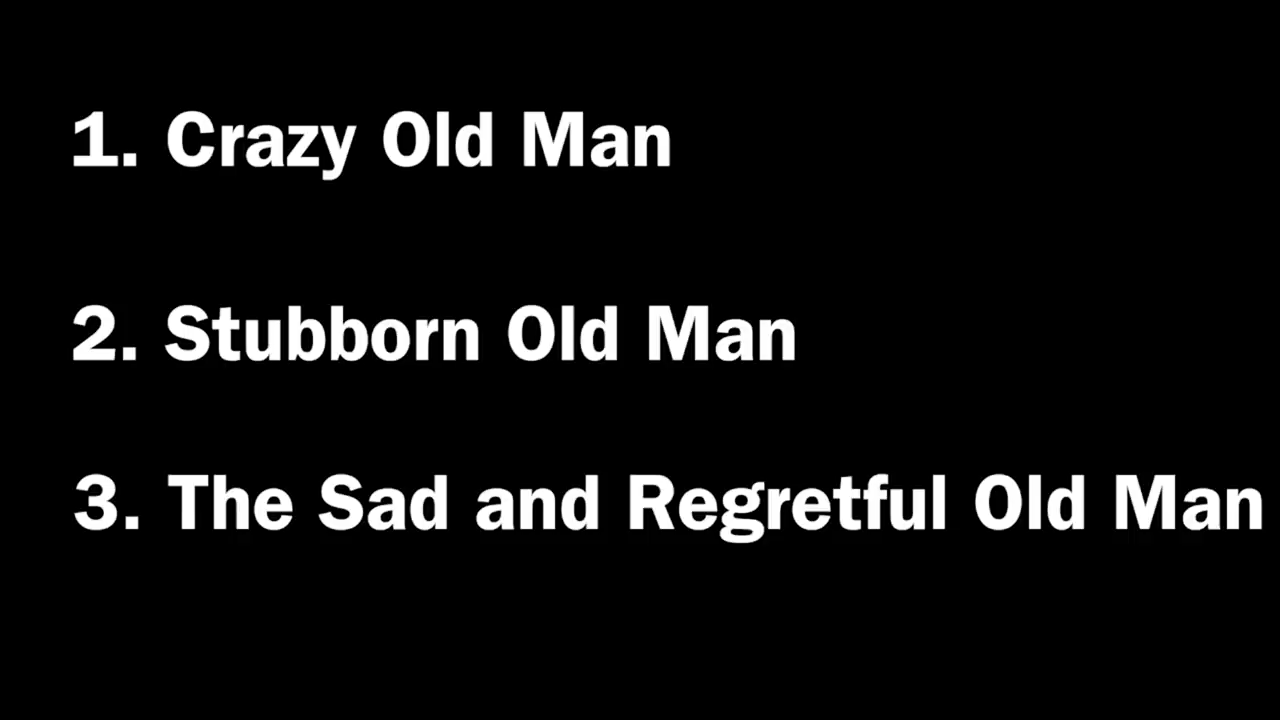 1. Crazy Old Man
2. Stubborn Old Man
3. The Sad and Regretful Old Man